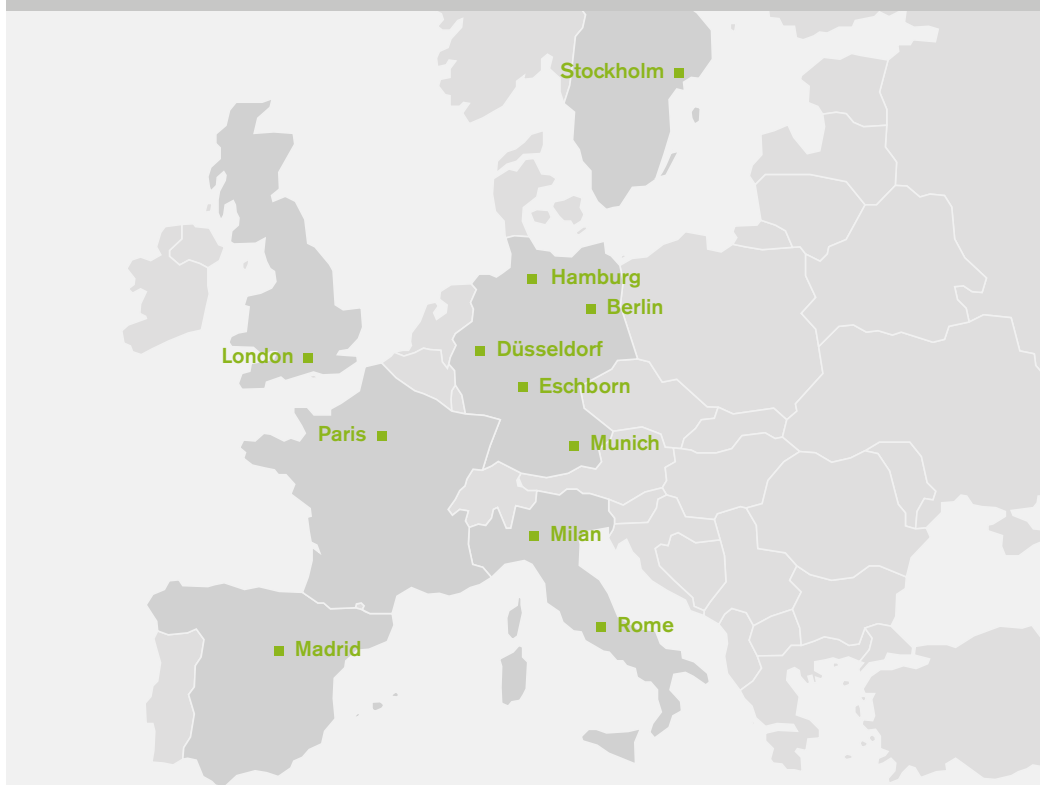 Stockholm
Hamburg
Berlin
Düsseldorf
London
Eschborn
Paris
Munich
Milan
Rome
Madrid